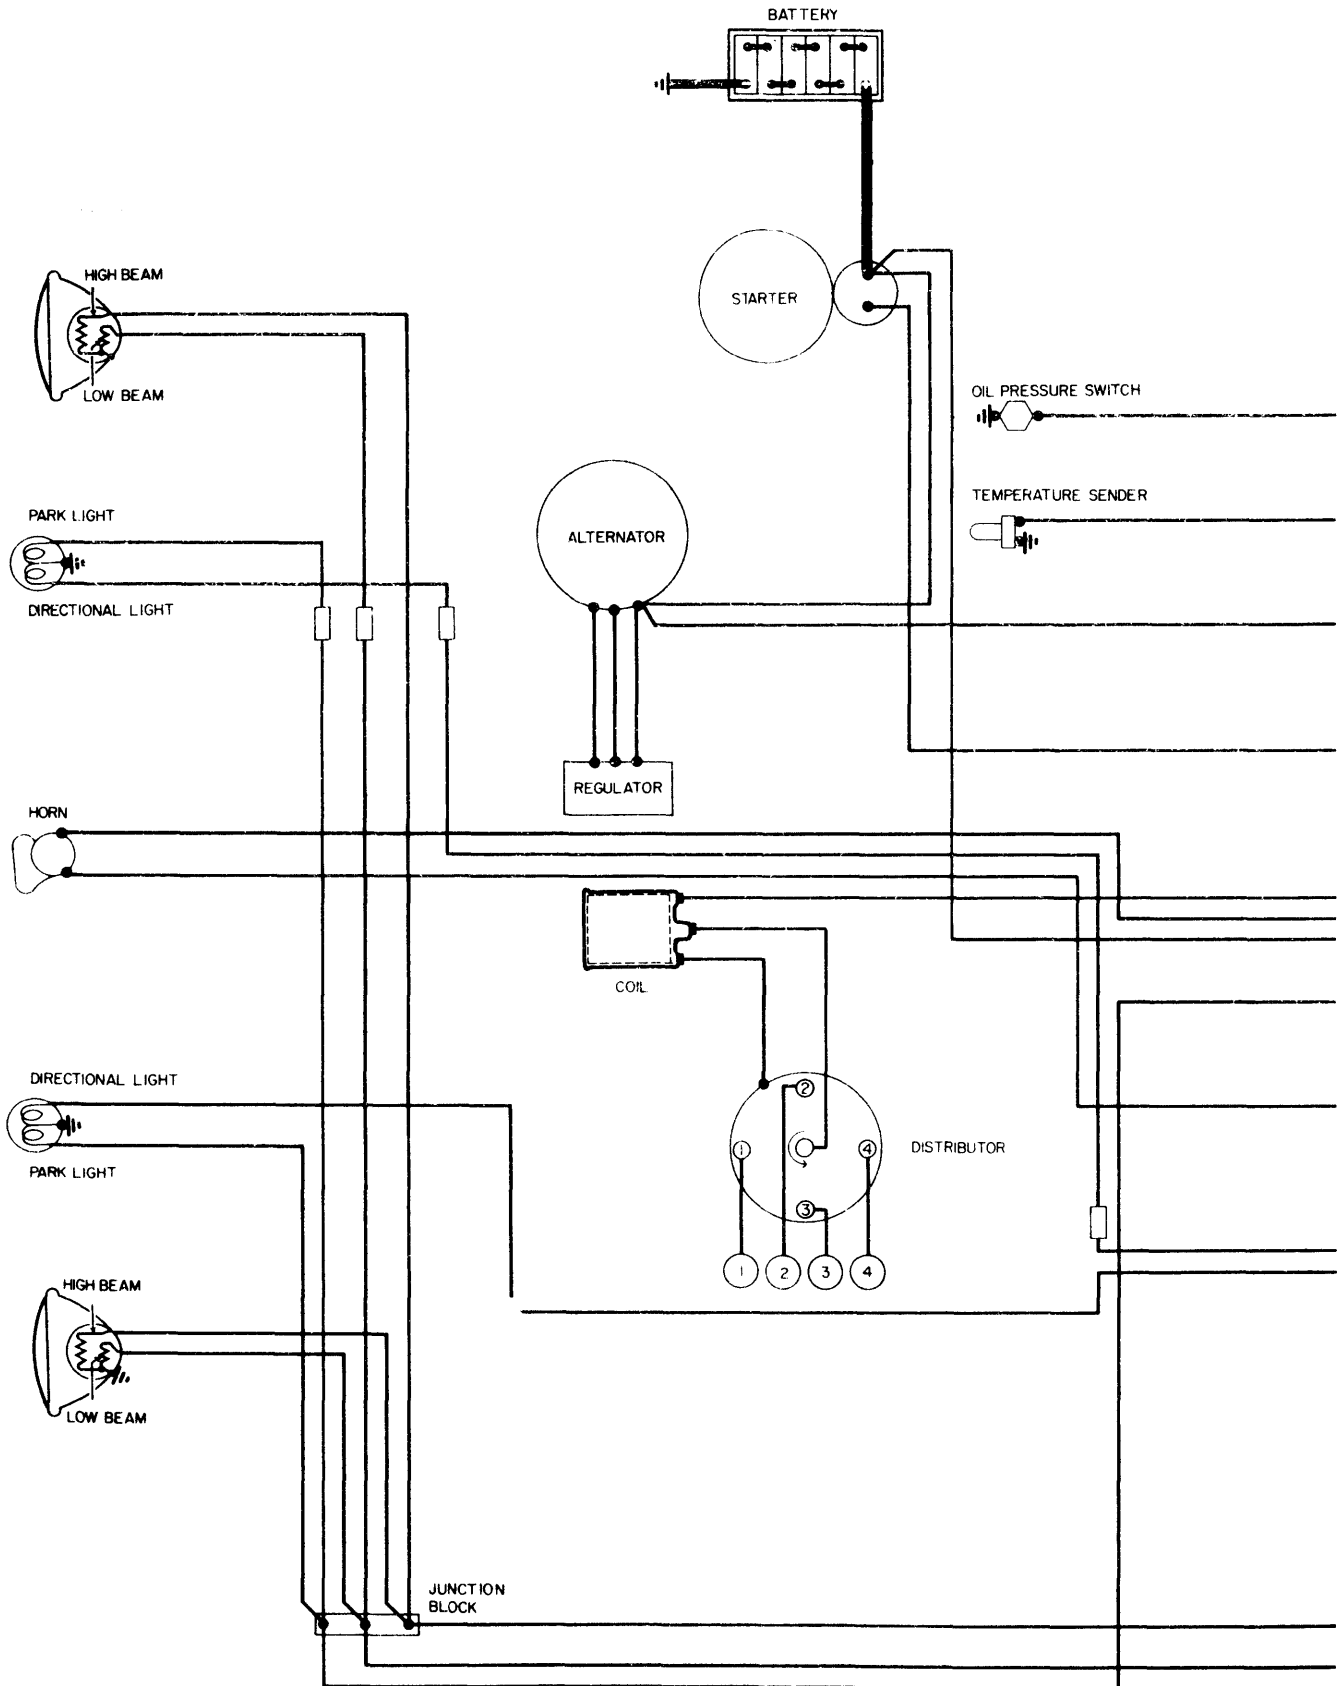 BATTERY
HIGH BEAM
STARTER
LOW BEAM
OIL PRESSURE SWITCH
TEMPERATURE SENDER
PARK LIGHT
ALTERNATOR
DIRECTIONAL LIGHT
REGULATOR
HORN
COIL
DIRECTIONAL LIGHT
2
1
4
DISTRIBUTOR
PARK LIGHT
3
1 2 3 4
HIGH BEAM
LOW BEAM
JUNCTION
BLOCK